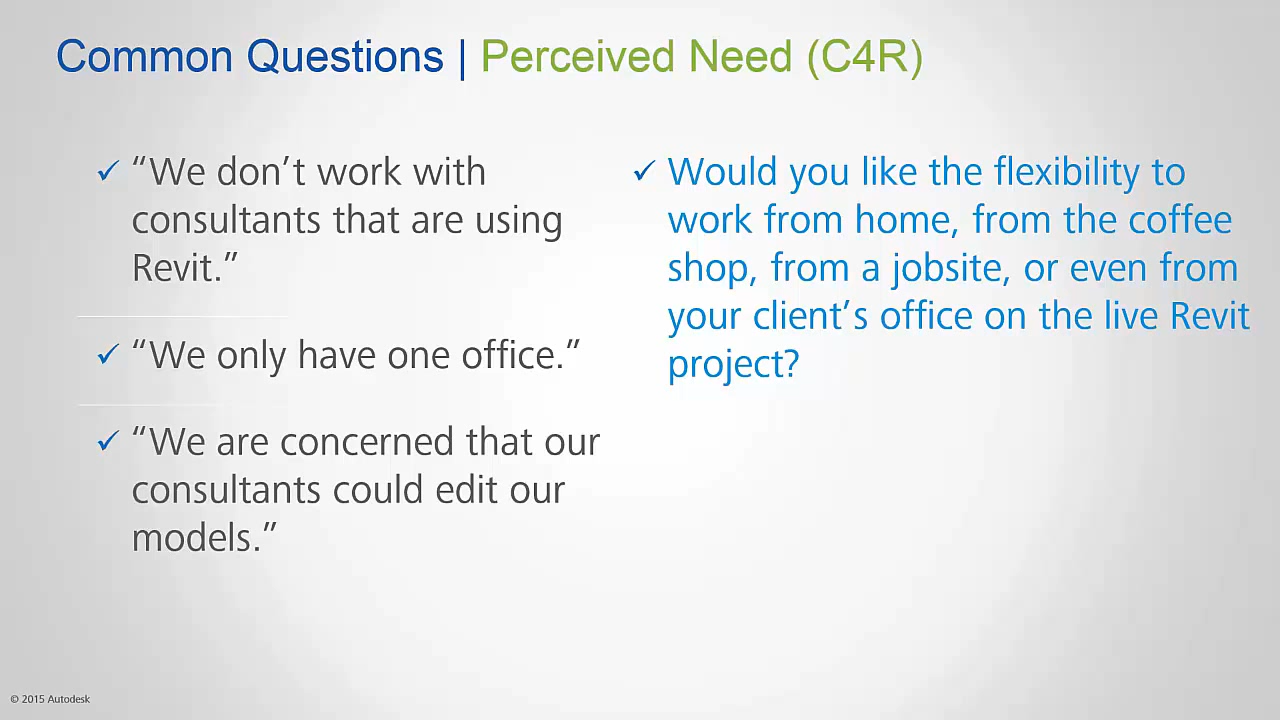 Common Questions | Perceived Need (C4R)
✓ “We don’t work with
consultants that are using
Revit.”
✓ “We only have one office.”
✓ “We are concerned that our
consultants could edit our
models.”
✓ Would you like the flexibility to
work from home, from the coffee
shop, from a jobsite, or even from
your client’s office on the live Revit
project?
© 2015 Autodesk